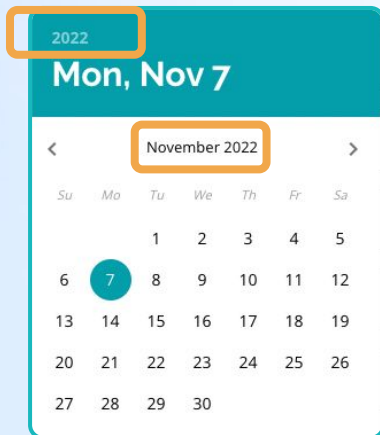 2022
Mon, Nov 7
November 2022
Su Mo Tu We Th Fr Sa
1 2 3 4 5
6 7 8 9 10 11 12
13 14 15 16 17 18 19
20 21 22 23 24 25 26
27 28 29 30